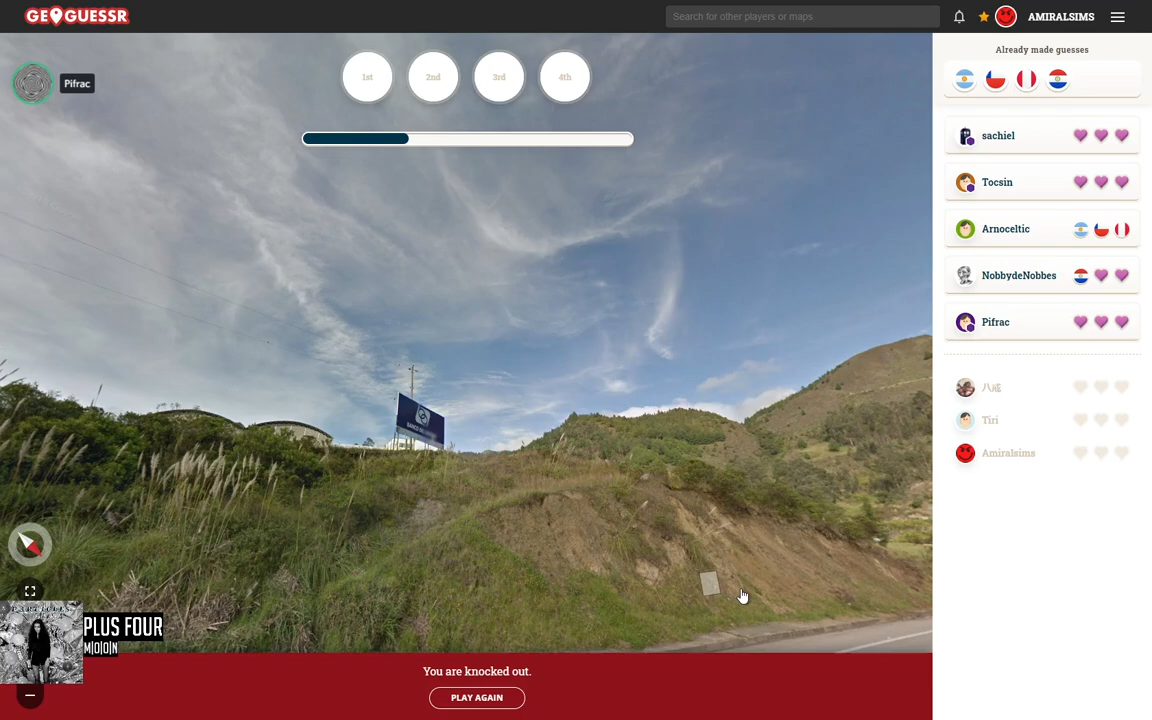 GEOGUESSR
Search for other players or maps
AMIRALSIMS
Pifrac
1st
2nd
3rd
4th
Already made guesses
sachiel
Tocsin
Arnoceltic
NobbydeNobbes
Pifrac
Tiri
Amiralsims
BANCO
PLUS FOUR
M|O|O|N
You are knocked out.
PLAY AGAIN